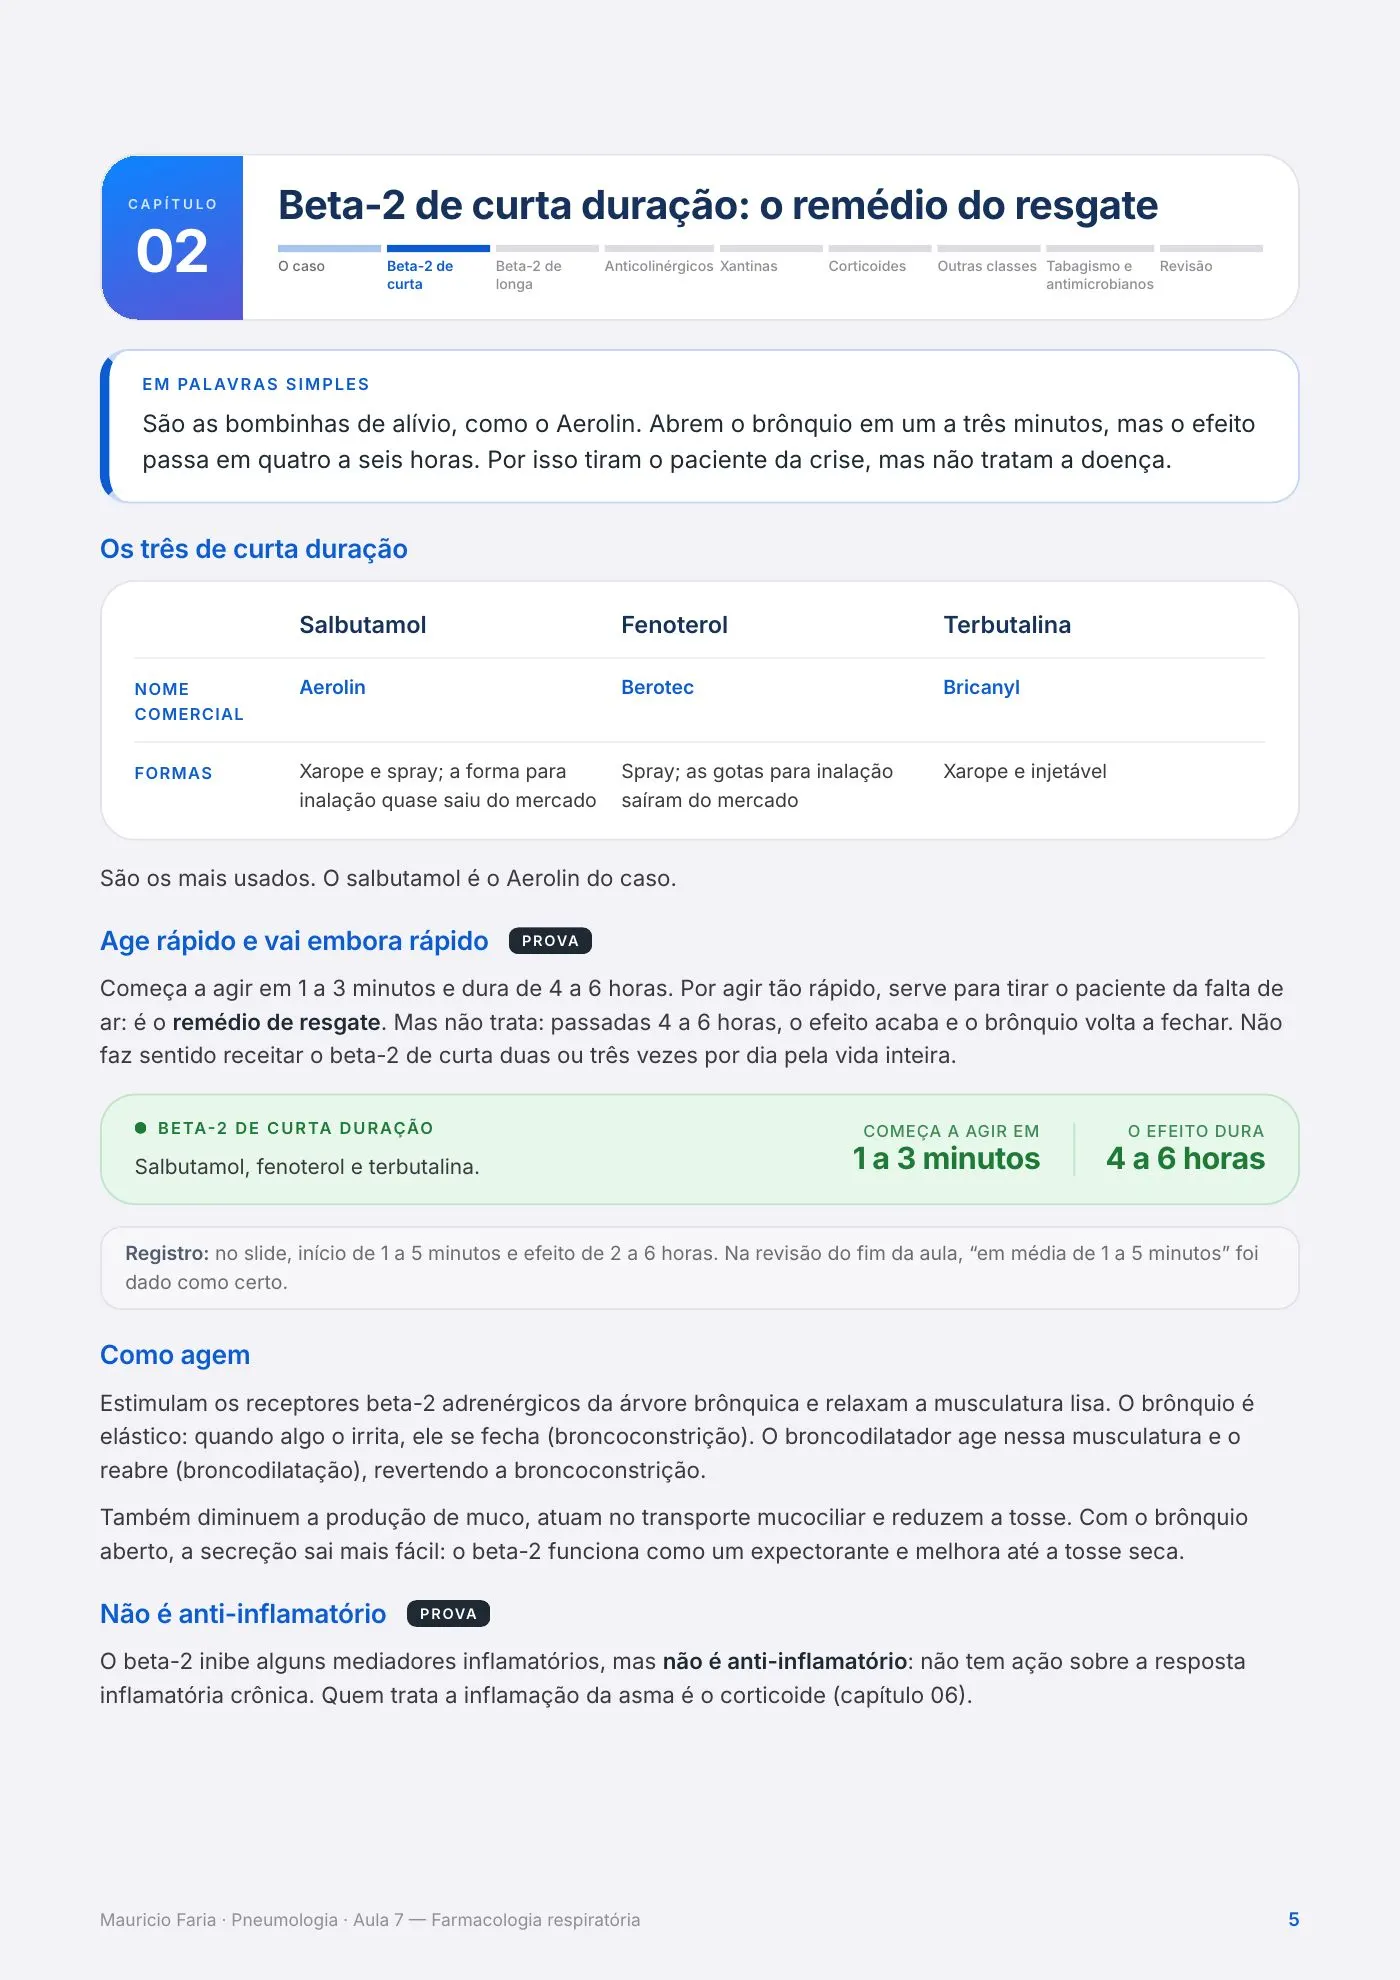 CAPÍTULO
02
Beta-2 de curta duração: o remédio do resgate
O caso
Beta-2 de
curta
Beta-2 de
longa
Anticolinérgicos
Xantinas
Corticoides
Outras classes
Tabagismo e
antimicrobianos
Revisão
EM PALAVRAS SIMPLES
São as bombinhas de alívio, como o Aerolin. Abrem o brônquio em um a três minutos, mas o efeito
passa em quatro a seis horas. Por isso tiram o paciente da crise, mas não tratam a doença.
Os três de curta duração
Salbutamol Fenoterol Terbutalina
NOME
COMERCIAL
Aerolin Berotec Bricanyl
FORMAS
Xarope e spray; a forma para
inalação quase saiu do mercado
Spray; as gotas para inalação
saíram do mercado
Xarope e injetável
São os mais usados. O salbutamol é o Aerolin do caso.
Age rápido e vai embora rápido PROVA
Começa a agir em 1 a 3 minutos e dura de 4 a 6 horas. Por agir tão rápido, serve para tirar o paciente da falta de
ar: é o remédio de resgate. Mas não trata: passadas 4 a 6 horas, o efeito acaba e o brônquio volta a fechar. Não
faz sentido receitar o beta-2 de curta duas ou três vezes por dia pela vida inteira.
BETA-2 DE CURTA DURAÇÃO
Salbutamol, fenoterol e terbutalina.
COMEÇA A AGIR EM
1 a 3 minutos
O EFEITO DURA
4 a 6 horas
Registro: no slide, início de 1 a 5 minutos e efeito de 2 a 6 horas. Na revisão do fim da aula, “em média de 1 a 5 minutos” foi
dado como certo.
Como agem
Estimulam os receptores beta-2 adrenérgicos da árvore brônquica e relaxam a musculatura lisa. O brônquio é
elástico: quando algo o irrita, ele se fecha (broncoconstrição). O broncodilatador age nessa musculatura e o
reabre (broncodilatação), revertendo a broncoconstrição.
Também diminuem a produção de muco, atuam no transporte mucociliar e reduzem a tosse. Com o brônquio
aberto, a secreção sai mais fácil: o beta-2 funciona como um expectorante e melhora até a tosse seca.
Não é anti-inflamatório PROVA
O beta-2 inibe alguns mediadores inflamatórios, mas não é anti-inflamatório: não tem ação sobre a resposta
inflamatória crônica. Quem trata a inflamação da asma é o corticoide (capítulo 06).
Mauricio Faria · Pneumologia · Aula 7 — Farmacologia respiratória 5